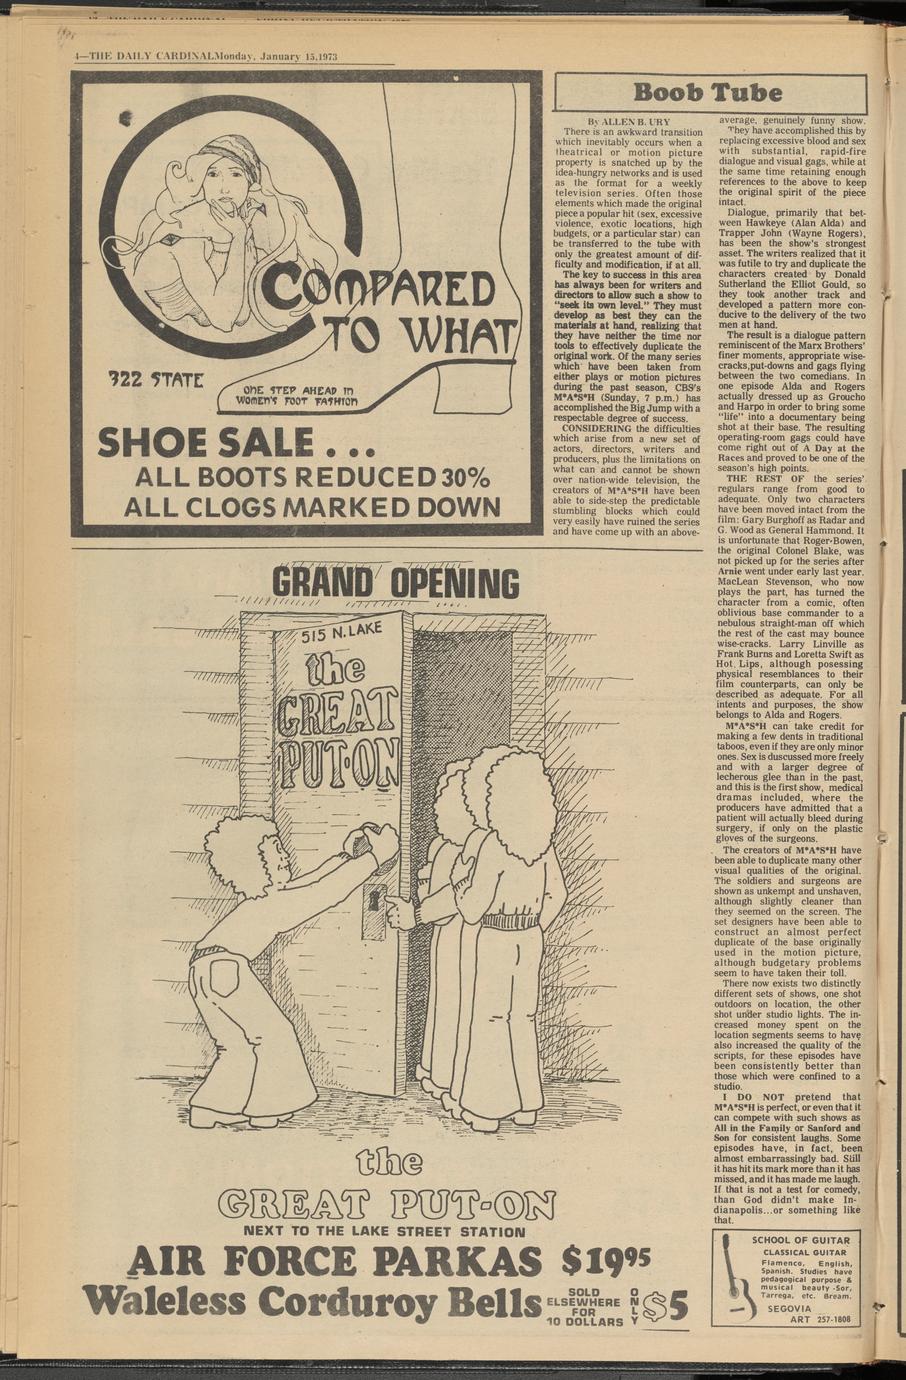 4—THE DAILY CARDINALMonday, January 15,1973
COMPARED
TO WHAT
322 STATE
ONE STEP AHEAD IN
WOMEN'S FOOT FASHION
SHOE SALE . . .
ALL BOOTS REDUCED 30%
ALL CLOGS MARKED DOWN
GRAND OPENING
515 N. LAKE
the
GREAT
PUT-ON
the
GREAT PUT-ON
NEXT TO THE LAKE STREET STATION
AIR FORCE PARKAS $19 95
Waleless Corduroy Bells
SOLD
ELSEWHERE
FOR
10 DOLLARS
ONLY
$5
Boob Tube
By ALLEN B. URY
There is an awkward transition
which inevitably occurs when a
theatrical or motion picture
property is snatched up by the
idea-hungry networks and is used
as the format for a weekly
television series. Often those
elements which made the original
piece a popular hit (sex, excessive
violence, exotic locations, high
budgets, or a particular star) can
be transferred to the tube with
only the greatest amount of dif-
ficulty and modification, if at all.
The key to success in this area
has always been for writers and
directors to allow such a show to
"seek its own level." They must
develop as best they can the
materials at hand, realizing that
they have neither the time nor
tools to effectively duplicate the
original work. Of the many series
which have been taken from
either plays or motion pictures
during the past season, CBS's
M*A*S*H (Sunday, 7 p.m.) has
accomplished the Big Jump with a
respectable degree of success.
CONSIDERING the difficulties
which arise from a new set of
actors, directors, writers and
producers, plus the limitations on
what can and cannot be shown
over nation-wide television, the
creators of M*A*S*H have been
able to side-step the predictable
stumbling blocks which could
very easily have ruined the series
and have come up with an above-
average, genuinely funny show.
They have accomplished this by
replacing excessive blood and sex
with substantial, rapid-fire
dialogue and visual gags, while at
the same time retaining enough
references to the above to keep
the original spirit of the piece
intact.
Dialogue, primarily that bet-
ween Hawkeye (Alan Alda) and
Trapper John (Wayne Rogers),
has been the show's strongest
asset. The writers realized that it
was futile to try and duplicate the
characters created by Donald
Sutherland the Elliot Gould, so
they took another track and
developed a pattern more con-
ducive to the delivery of the two
men at hand.
The result is a dialogue pattern
reminiscent of the Marx Brothers'
finer moments, appropriate wise-
cracks,put-downs and gags flying
between the two comedians. In
one episode Alda and Rogers
actually dressed up as Groucho
and Harpo in order to bring some
"life" into a documentary being
shot at their base. The resulting
operating-room gags could have
come right out of A Day at the
Races and proved to be one of the
season's high points.
THE REST OF the series'
regulars range from good to
adequate. Only two characters
have been moved intact from the
film: Gary Burghoff as Radar and
G. Wood as General Hammond. It
is unfortunate that Roger-Bowen,
the original Colonel Blake, was
not picked up for the series after
Arnie went under early last year.
MacLean Stevenson, who now
plays the part, has turned the
character from a comic, often
oblivious base commander to a
nebulous straight-man off which
the rest of the cast may bounce
wise-cracks. Larry Linville as
Frank Burns and Loretta Swift as
Hot Lips, although posessing
physical resemblances to their
film counterparts, can only be
described as adequate. For all
intents and purposes, the show
belongs to Alda and Rogers.
M*A*S*H can take credit for
making a few dents in traditional
taboos, even if they are only minor
ones. Sex is duscussed more freely
and with a larger degree of
lecherous glee than in the past,
and this is the first show, medical
dramas included, where the
producers have admitted that a
patient will actually bleed during
surgery, if only on the plastic
gloves of the surgeons.
The creators of M*A*S*H have
been able to duplicate many other
visual qualities of the original.
The soldiers and surgeons are
shown as unkempt and unshaven,
although slightly cleaner than
they seemed on the screen. The
set designers have been able to
construct an almost perfect
duplicate of the base originally
used in the motion picture,
although budgetary problems
seem to have taken their toll.
There now exists two distinctly
different sets of shows, one shot
outdoors on location, the other
shot under studio lights. The in-
creased money spent on the
location segments seems to have
also increased the quality of the
scripts, for these episodes have
been consistently better than
those which were confined to a
studio.
I DO NOT pretend that
M*A*S*H is perfect, or even that it
can compete with such shows as
All in the Family or Sanford and
Son for consistent laughs. Some
episodes have, in fact, been
almost embarrassingly bad. Still
it has hit its mark more than it has
missed, and it has made me laugh.
If that is not a test for comedy,
than God didn't make In-
dianapolis...or something like
that.
SCHOOL OF GUITAR
CLASSICAL GUITAR
Flamenco, English,
Spanish. Studies have
pedagogical purpose &
musical beauty -Sor,
Tarrega, etc. Bream.
SEGOVIA
ART 257-1808